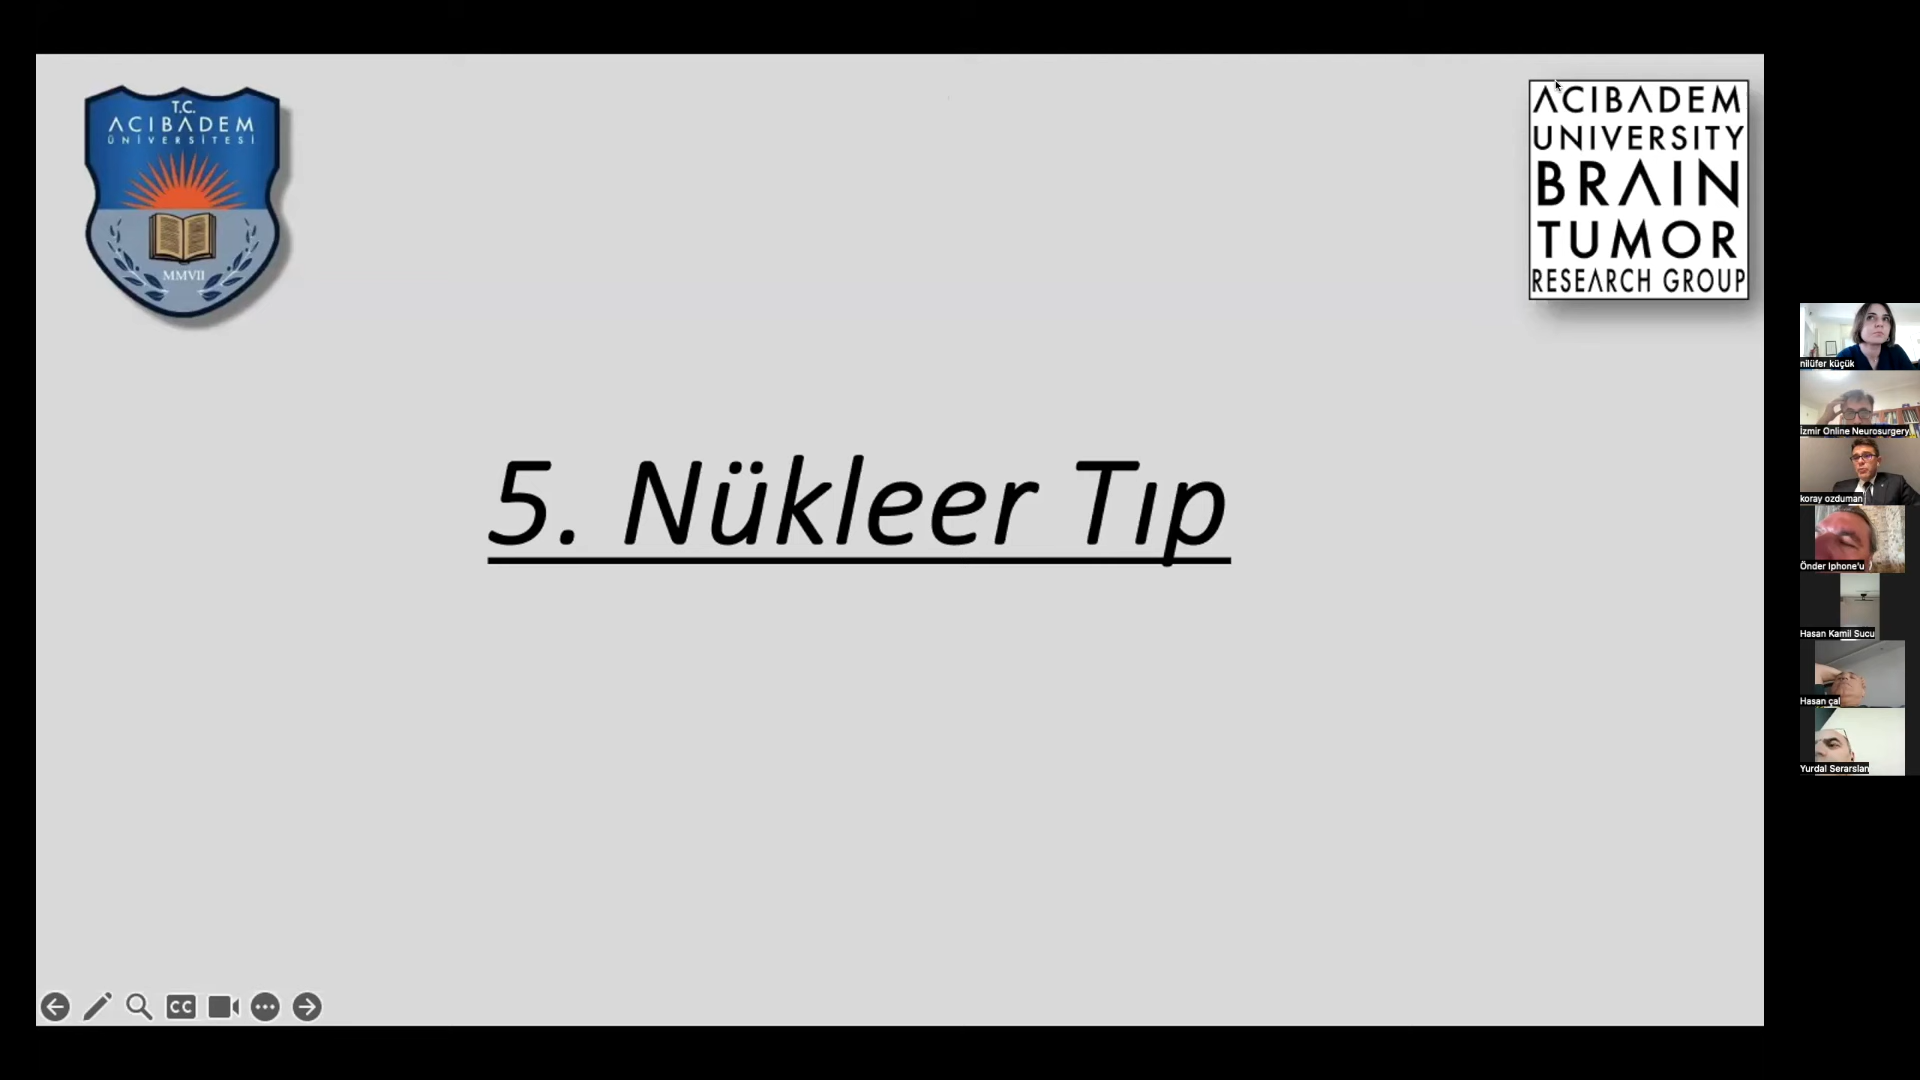 T.C.
ACIBADEM
ÜNİVERSİTESİ
MMVII
ACIBADEM
UNIVERSITY
BRAIN
TUMOR
RESEARCH GROUP
5. Nükleer Tıp
CC
nilüfer küçük
İzmir Online Neurosurgery
koray ozduman
Önder Iphone'u
Hasan Kamil Sucu
Hasan çal
Yurdal Serarslan